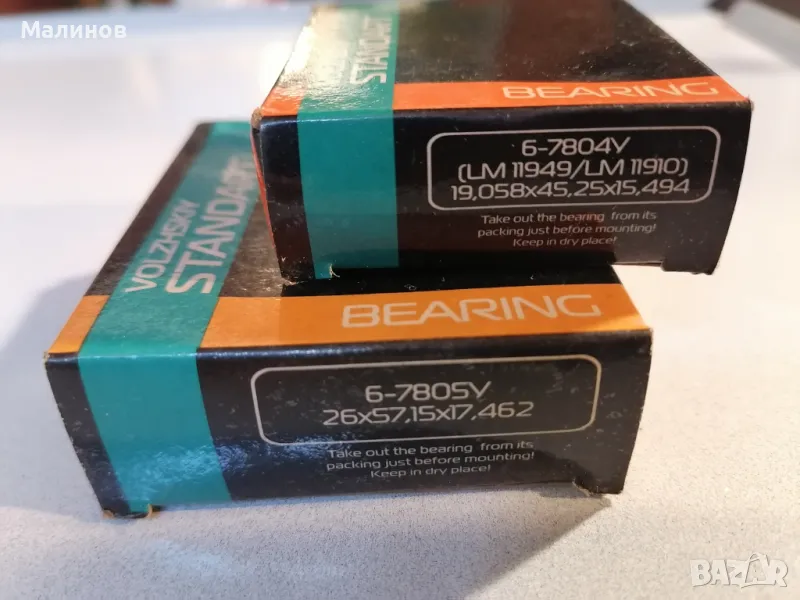 Малинов
STANDART
BEARING
6-7804У
(LM 11949/LM 11910)
19,058x45,25x15,494
Take out the bearing from its
packing just before mounting!
Keep in dry place!
VOLZHSKIY
STANDART
BEARING
6-7805У
26x57,15x17,462
Take out the bearing from its
packing just before mounting!
Keep in dry place!
BAZAR